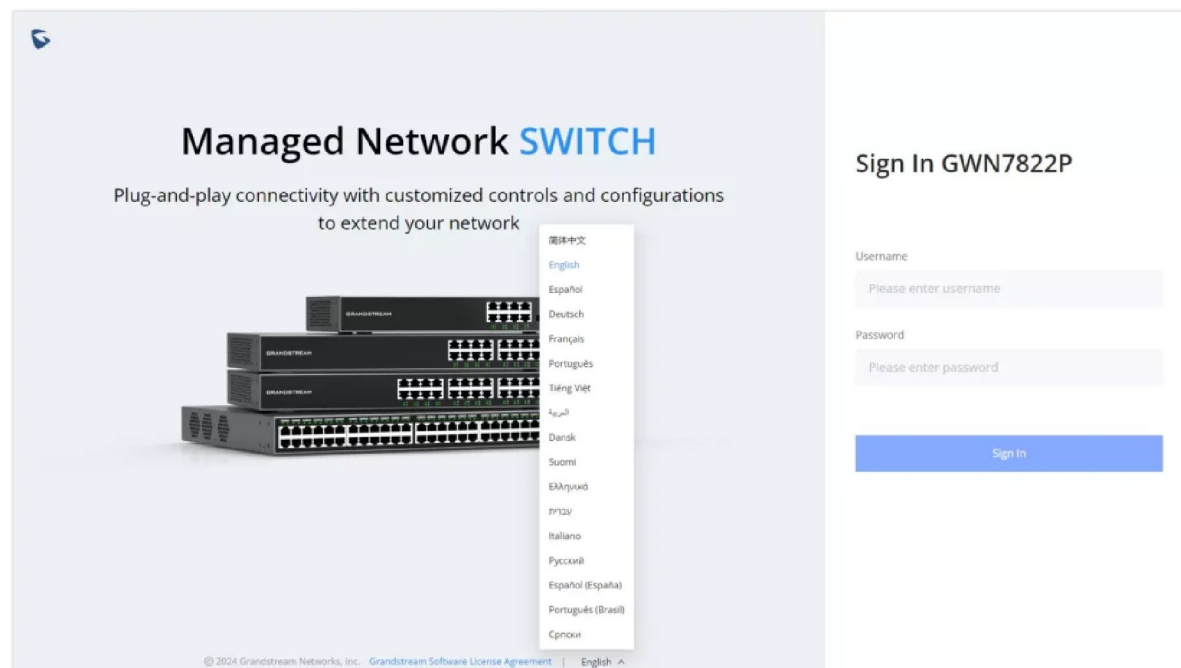 Managed Network SWITCH
Plug-and-play connectivity with customized controls and configurations
to extend your network
GRANDSTREAM
GRANDSTREAM
GRANDSTREAM
简体中文
English
Español
Deutsch
Français
Português
Tiếng Việt
العربية
Dansk
Suomi
Ελληνικά
עברית
Italiano
Русский
Español (España)
Português (Brasil)
Српски
© 2024 Grandstream Networks, Inc. Grandstream Software License Agreement | English
Sign In GWN7822P
Username
Please enter username
Password
Please enter password
Sign In